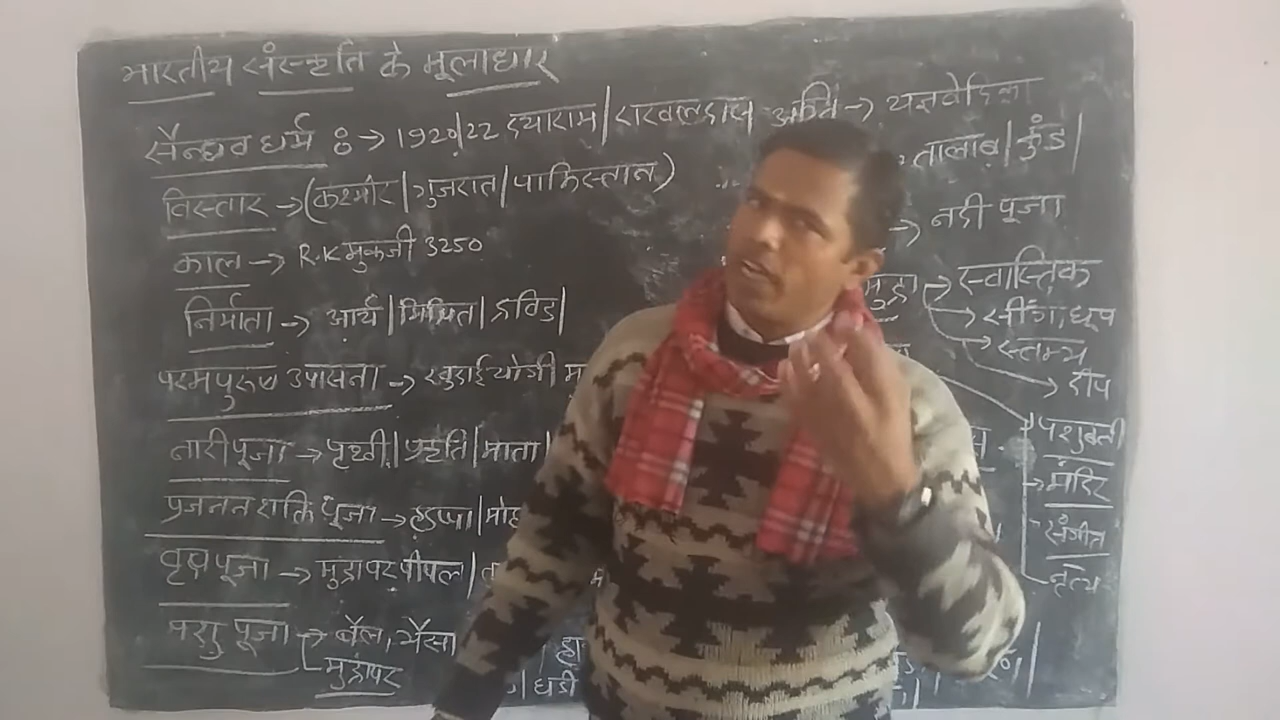 भारतीय संस्कृति के मूलाधार
सैन्धव धर्म ः → 1920/22 दयाराम/राखलदास अग्नि → यज्ञवेदिका
तालाब/कुंड/
विस्तार → (कश्मीर/गुजरात/पाकिस्तान)
→ नदी पूजा
काल → R.K मुकर्जी 3250
मुद्रा → स्वास्तिक
निर्माता → आर्य/मिश्रित/द्रविड़/
→ सींग, धूप
→ स्तम्भ
परमपुरुष उपासना → खुदाई योगी
→ दीप
नारी पूजा → पृथ्वी/प्रकृति/माता/
पशुबली
→ मंदिर
प्रजनन शक्ति पूजा → हड़प्पा/
संगीत
वृक्ष पूजा → मुद्रा पर पीपल/
नृत्य
पशु पूजा → बैल, भैंसा
मुद्रा पर